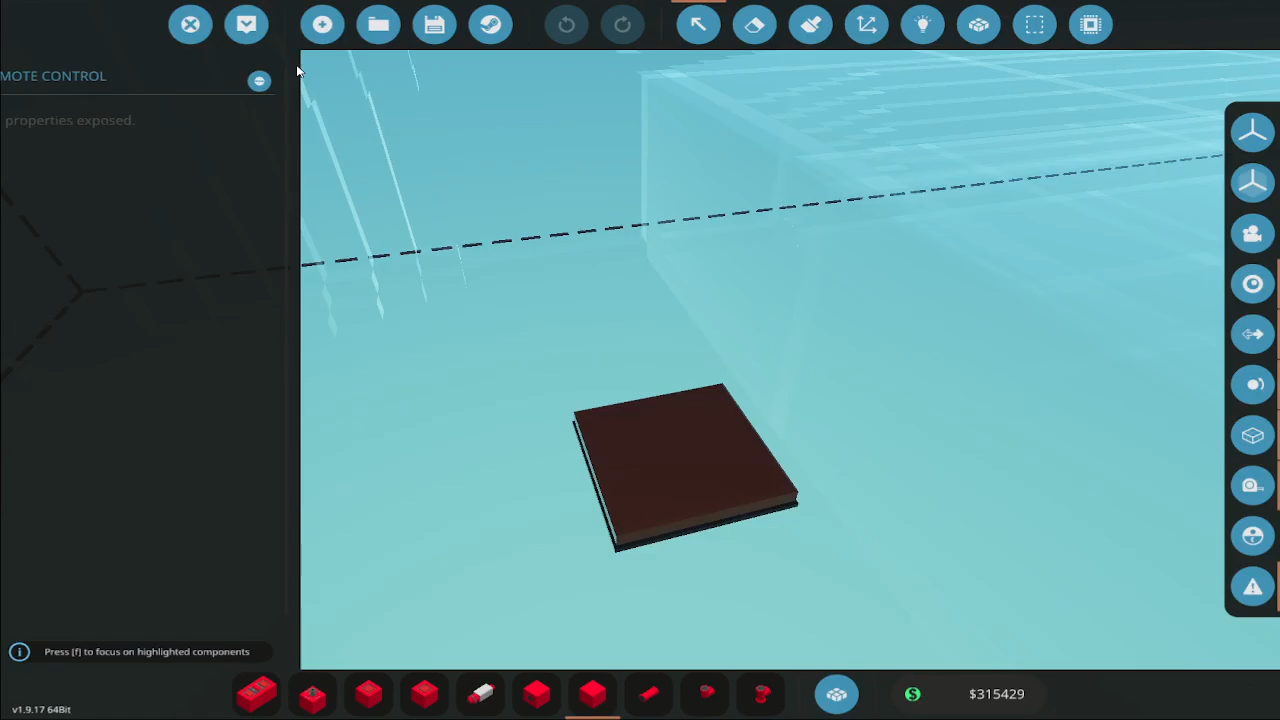 MOTE CONTROL
properties exposed.
Press [f] to focus on highlighted components
$315429
v1.9.17 64Bit